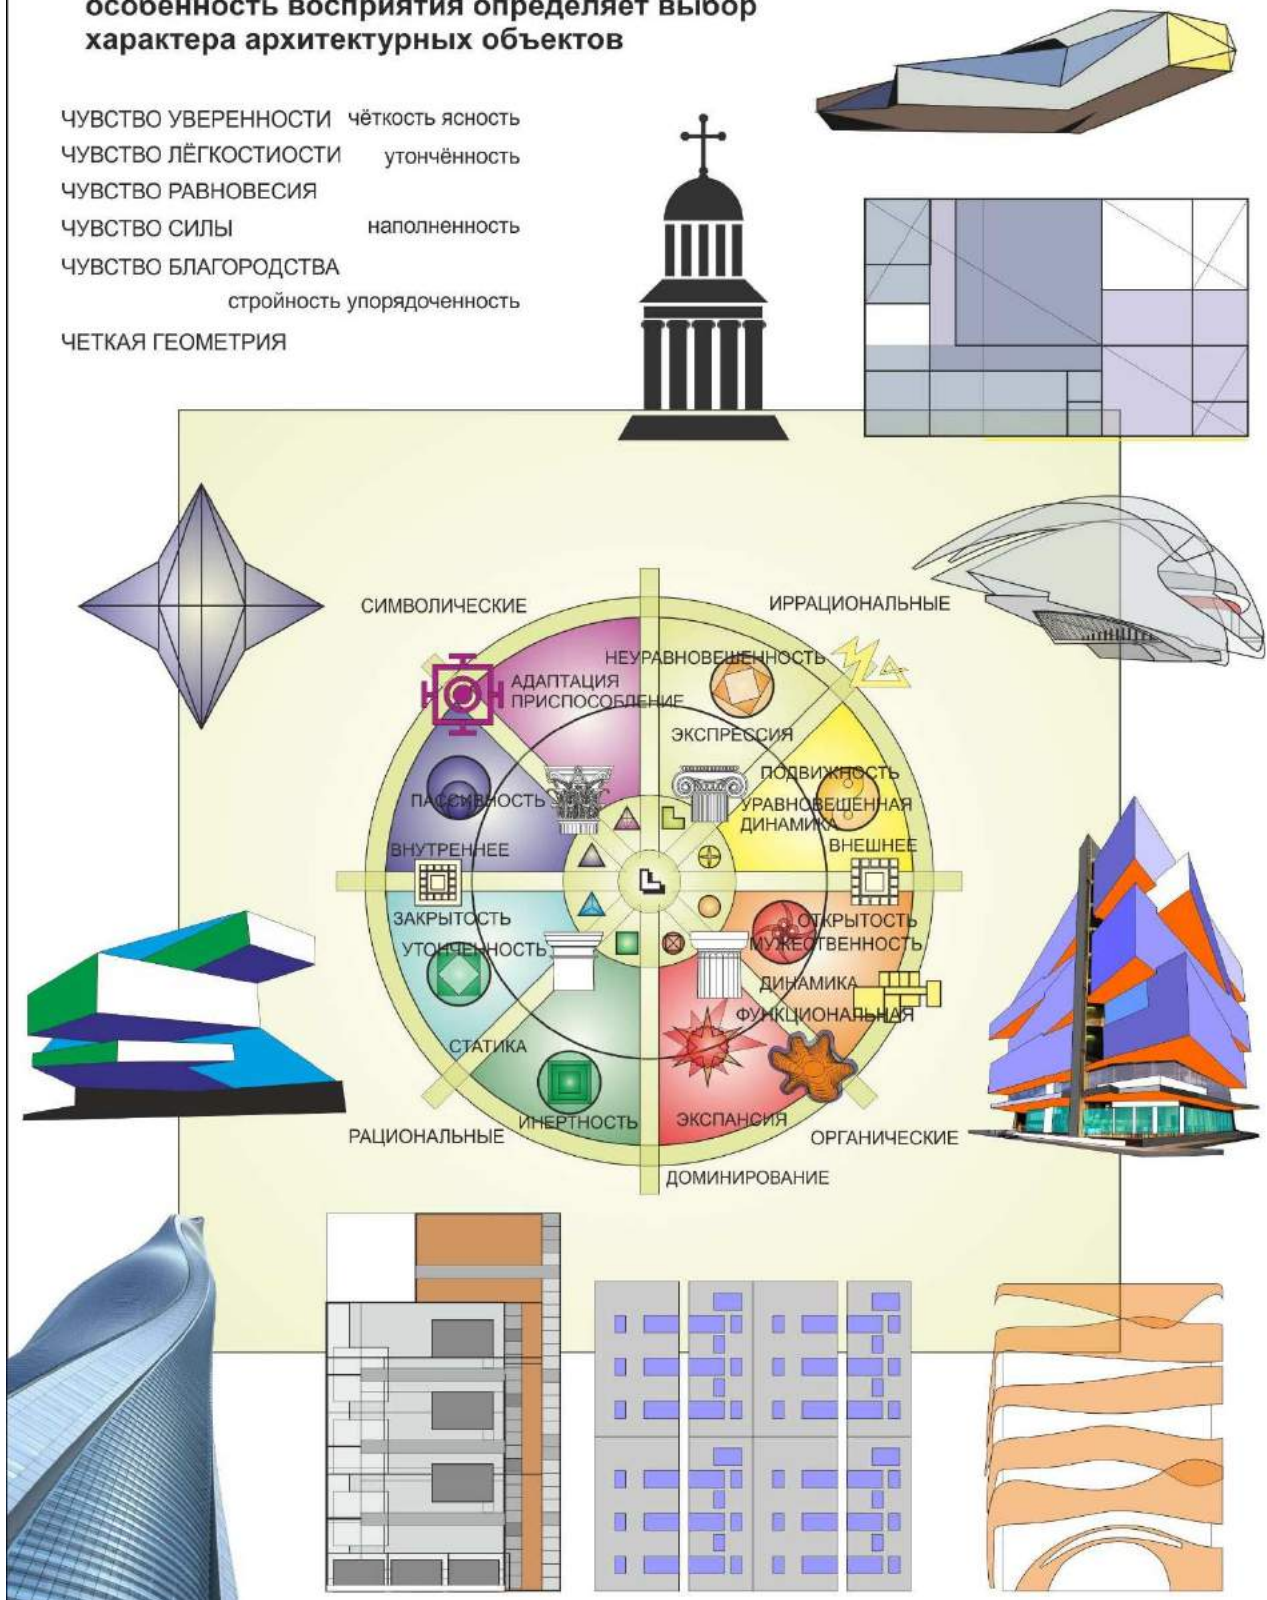 особенность восприятия определяет выбор
характера архитектурных объектов
ЧУВСТВО УВЕРЕННОСТИ чёткость ясность
ЧУВСТВО ЛЁГКОСТИОСТИ утончённость
ЧУВСТВО РАВНОВЕСИЯ
ЧУВСТВО СИЛЫ наполненность
ЧУВСТВО БЛАГОРОДСТВА
стройность упорядоченность
ЧЕТКАЯ ГЕОМЕТРИЯ
СИМВОЛИЧЕСКИЕ
ИРРАЦИОНАЛЬНЫЕ
НЕУРАВНОВЕШЕННОСТЬ
АДАПТАЦИЯ
ПРИСПОСОБЛЕНИЕ
ЭКСПРЕССИЯ
ПОДВИЖНОСТЬ
ПАССИВНОСТЬ
УРАВНОВЕШЕННАЯ
ДИНАМИКА
ВНУТРЕННЕЕ
ВНЕШНЕЕ
ЗАКРЫТОСТЬ
ОТКРЫТОСТЬ
УТОНЧЕННОСТЬ
МУЖЕСТВЕННОСТЬ
ДИНАМИКА
ФУНКЦИОНАЛЬНАЯ
СТАТИКА
ИНЕРТНОСТЬ
ЭКСПАНСИЯ
РАЦИОНАЛЬНЫЕ
ОРГАНИЧЕСКИЕ
ДОМИНИРОВАНИЕ